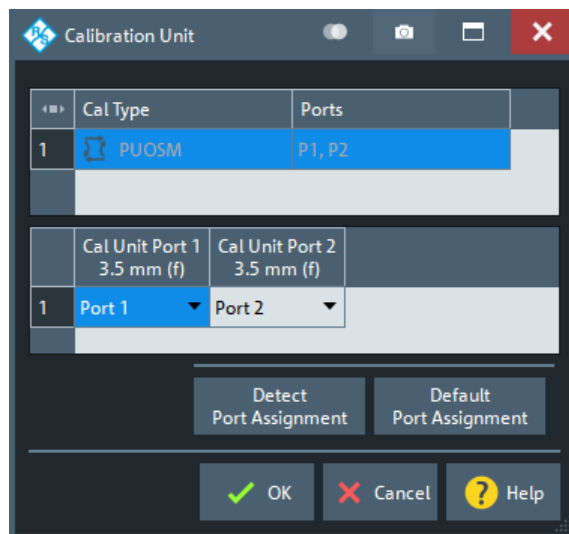 R&S Calibration Unit
Cal Type Ports
1 PUOSM P1, P2
Cal Unit Port 1 Cal Unit Port 2
3.5 mm (f) 3.5 mm (f)
1 Port 1 Port 2
Detect Default
Port Assignment Port Assignment
OK Cancel ? Help